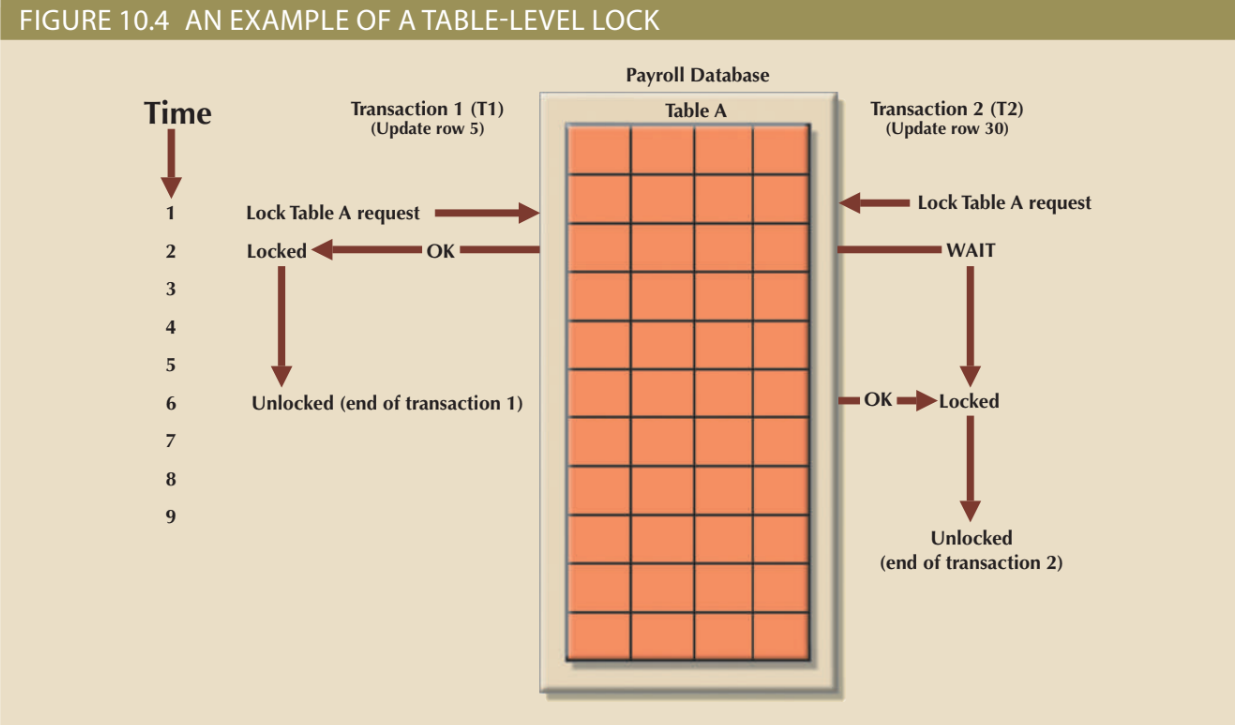 FIGURE 10.4 AN EXAMPLE OF A TABLE-LEVEL LOCK
Payroll Database
Time
Transaction 1 (T1)
(Update row 5)
Table A
Transaction 2 (T2)
(Update row 30)
1 Lock Table A request Lock Table A request
2 Locked OK WAIT
3
4
5
6 Unlocked (end of transaction 1) OK Locked
7
8
9
Unlocked
(end of transaction 2)